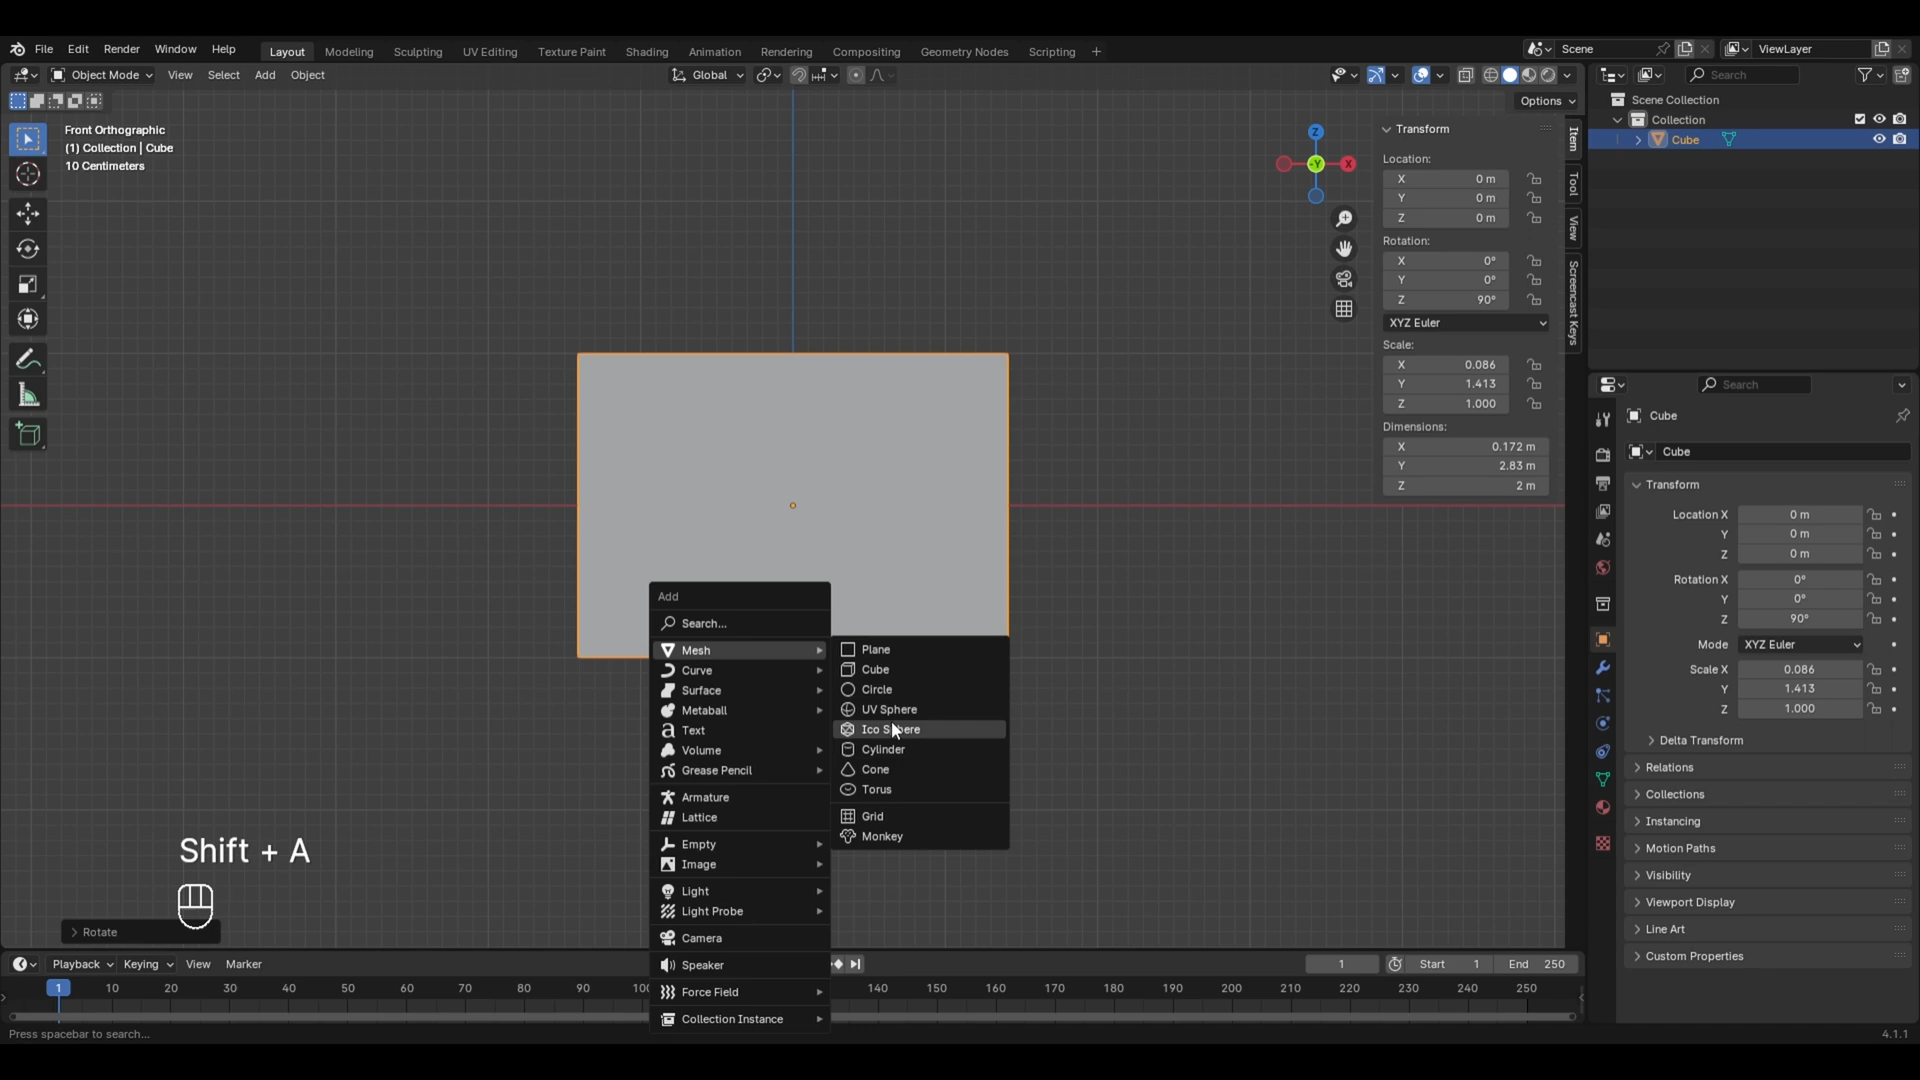 File Edit Render Window Help Layout Modeling Sculpting UV Editing Texture Paint Shading Animation Rendering Compositing Geometry Nodes Scripting + Scene ViewLayer
Object Mode View Select Add Object Global Search
Options
Front Orthographic
(1) Collection | Cube
10 Centimeters
Z
-Y
X
Transform
Location:
X 0 m
Y 0 m
Z 0 m
Rotation:
X 0°
Y 0°
Z 90°
XYZ Euler
Scale:
X 0.086
Y 1.413
Z 1.000
Dimensions:
X 0.172 m
Y 2.83 m
Z 2 m
Item
Tool
View
Screencast Keys
Scene Collection
Collection
Cube
Search
Cube
Cube
Transform
Location X 0 m
Y 0 m
Z 0 m
Rotation X 0°
Y 0°
Z 90°
Mode XYZ Euler
Scale X 0.086
Y 1.413
Z 1.000
Delta Transform
Relations
Collections
Instancing
Motion Paths
Visibility
Viewport Display
Line Art
Custom Properties
Add
Search...
Mesh
Curve
Surface
Metaball
Text
Volume
Grease Pencil
Armature
Lattice
Empty
Image
Light
Light Probe
Camera
Speaker
Force Field
Collection Instance
Plane
Cube
Circle
UV Sphere
Ico Sphere
Cylinder
Cone
Torus
Grid
Monkey
Shift + A
Rotate
Playback Keying View Marker 1 Start 1 End 250
1 10 20 30 40 50 60 70 80 90 140 150 160 170 180 190 200 210 220 230 240 250
Press spacebar to search... 4.1.1